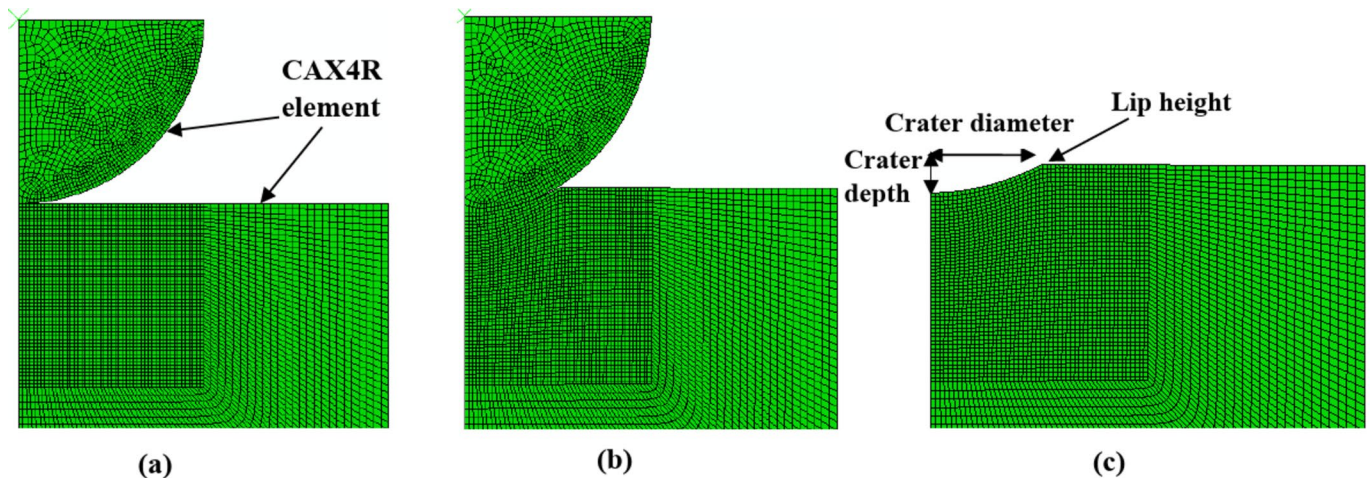 CAX4R
element
Crater diameter
Lip height
Crater
depth
(a)
(b)
(c)